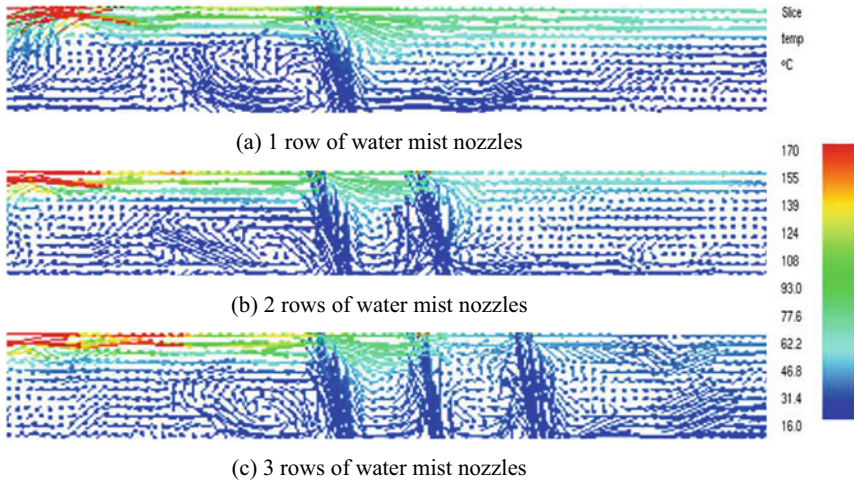 Slice
temp
ºC
(a) 1 row of water mist nozzles
170
155
139
124
108
93.0
77.6
62.2
46.8
31.4
16.0
(b) 2 rows of water mist nozzles
(c) 3 rows of water mist nozzles